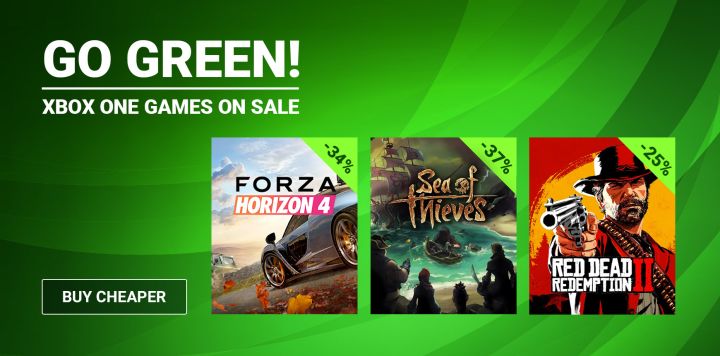 GO GREEN!
XBOX ONE GAMES ON SALE
-34%
FORZA
HORIZON 4
-37%
Sea of
Thieves
-25%
RED DEAD
REDEMPTION II
BUY CHEAPER